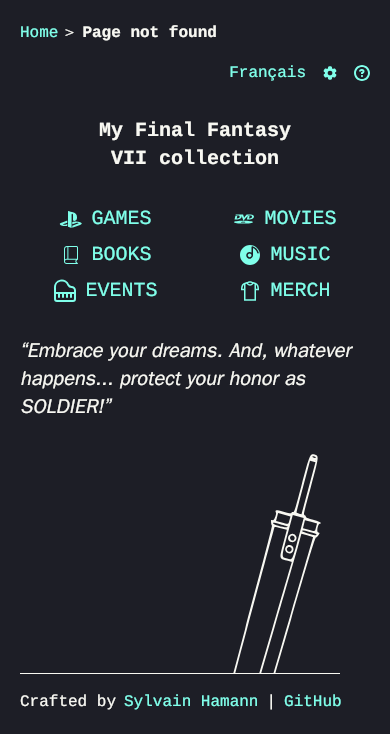 Home > Page not found
Français
My Final Fantasy
VII collection
GAMES MOVIES
BOOKS MUSIC
EVENTS MERCH
“Embrace your dreams. And, whatever
happens... protect your honor as
SOLDIER!”
Crafted by Sylvain Hamann | GitHub